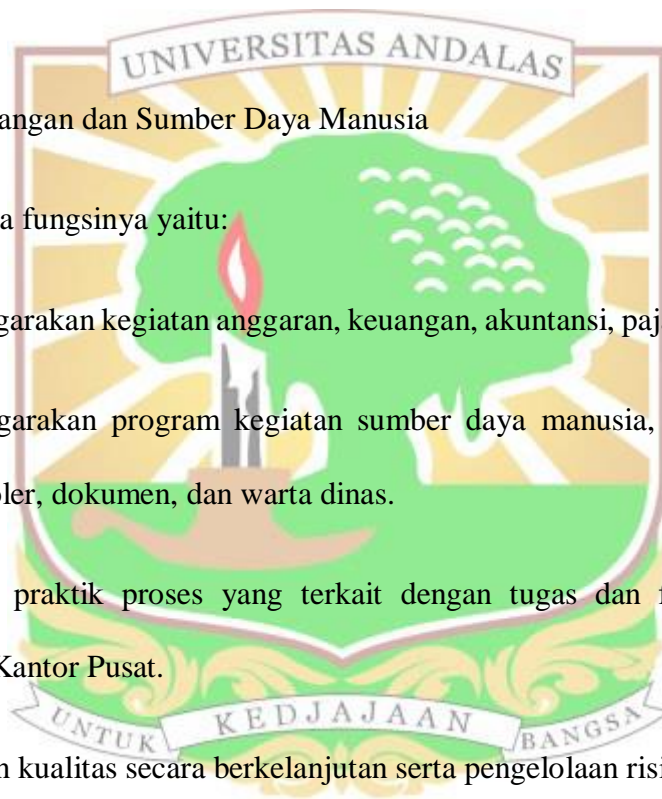 UNIVERSITAS ANDALAS
angan dan Sumber Daya Manusia
a fungsinya yaitu:
garakan kegiatan anggaran, keuangan, akuntansi, paj
garakan program kegiatan sumber daya manusia,
ler, dokumen, dan warta dinas.
praktik proses yang terkait dengan tugas dan f
Kantor Pusat.
UNTUK KEDJAJAAN BANGSA
n kualitas secara berkelanjutan serta pengelolaan risi